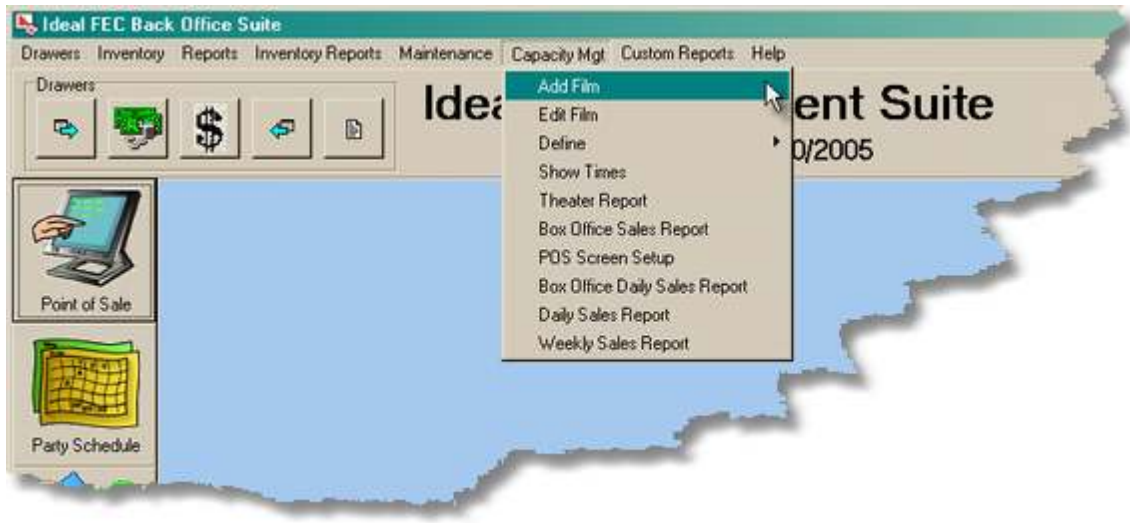 Ideal FEC Back Office Suite
Drawers Inventory Reports Inventory Reports Maintenance Capacity Mgt Custom Reports Help
Drawers
$
Idea ent Suite
0/2005
Add Film
Edit Film
Define
Show Times
Theater Report
Box Office Sales Report
POS Screen Setup
Box Office Daily Sales Report
Daily Sales Report
Weekly Sales Report
Point of Sale
Party Schedule